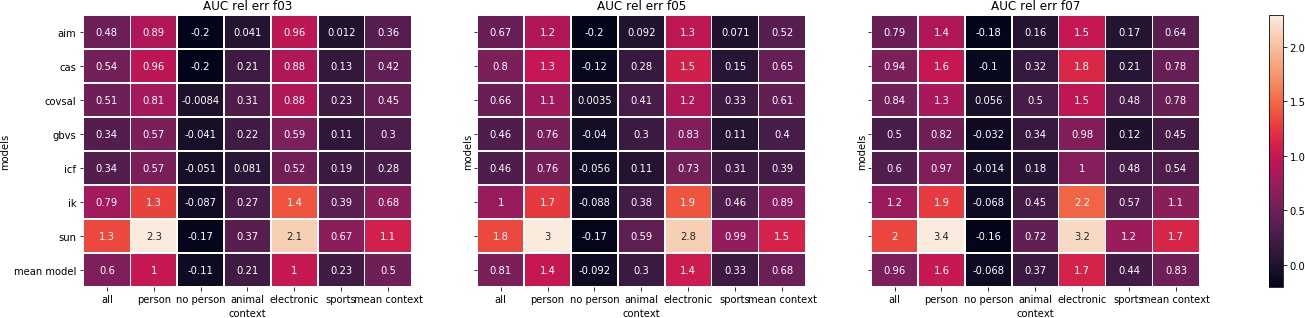 AUC rel err f03 AUC rel err f05 AUC rel err f07
aim 0.48 0.89 -0.2 0.041 0.96 0.012 0.36 0.67 1.2 -0.2 0.092 1.3 0.071 0.52 0.79 1.4 -0.18 0.16 1.5 0.17 0.64
2.0
cas 0.54 0.96 -0.2 0.21 0.88 0.13 0.42 0.8 1.3 -0.12 0.28 1.5 0.15 0.65 0.94 1.6 -0.1 0.32 1.8 0.21 0.78
covsal 0.51 0.81 -0.0084 0.31 0.88 0.23 0.45 0.66 1.1 0.0035 0.41 1.2 0.33 0.61 0.84 1.3 0.056 0.5 1.5 0.48 0.78
1.5
gbvs 0.34 0.57 -0.041 0.22 0.59 0.11 0.3 0.46 0.76 -0.04 0.3 0.83 0.11 0.4 0.5 0.82 -0.032 0.34 0.98 0.12 0.45
models models models
1.0
icf 0.34 0.57 -0.051 0.081 0.52 0.19 0.28 0.46 0.76 -0.056 0.11 0.73 0.31 0.39 0.6 0.97 -0.014 0.18 1 0.48 0.54
ik 0.79 1.3 -0.087 0.27 1.4 0.39 0.68 1 1.7 -0.088 0.38 1.9 0.46 0.89 1.2 1.9 -0.068 0.45 2.2 0.57 1.1
0.5
sun 1.3 2.3 -0.17 0.37 2.1 0.67 1.1 1.8 3 -0.17 0.59 2.8 0.99 1.5 2 3.4 -0.16 0.72 3.2 1.2 1.7
0.0
mean model 0.6 1 -0.11 0.21 1 0.23 0.5 0.81 1.4 -0.092 0.3 1.4 0.33 0.68 0.96 1.6 -0.068 0.37 1.7 0.44 0.83
all person no person animal electronic sports mean context all person no person animal electronic sports mean context all person no person animal electronic sports mean context
context context context